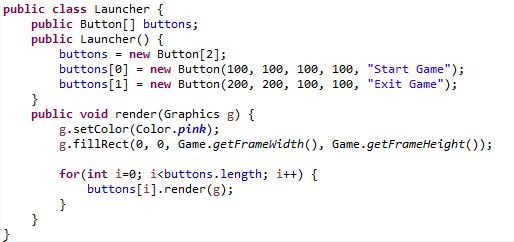 public class Launcher {
    public Button[] buttons;
    public Launcher() {
        buttons = new Button[2];
        buttons[0] = new Button(100, 100, 100, 100, "Start Game");
        buttons[1] = new Button(200, 200, 100, 100, "Exit Game");
    }
    public void render(Graphics g) {
        g.setColor(Color.pink);
        g.fillRect(0, 0, Game.getFrameWidth(), Game.getFrameHeight());

        for(int i=0; i<buttons.length; i++) {
            buttons[i].render(g);
        }
    }
}